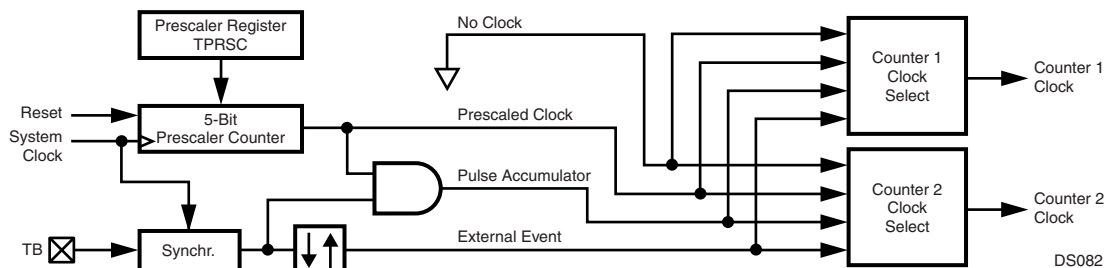 Prescaler Register
TPRSC
No Clock
Counter 1
Clock
Select
Counter 1
Clock
Reset
System
Clock
5-Bit
Prescaler Counter
Prescaled Clock
Pulse Accumulator
Counter 2
Clock
Select
Counter 2
Clock
TB
Synchr.
External Event
DS082